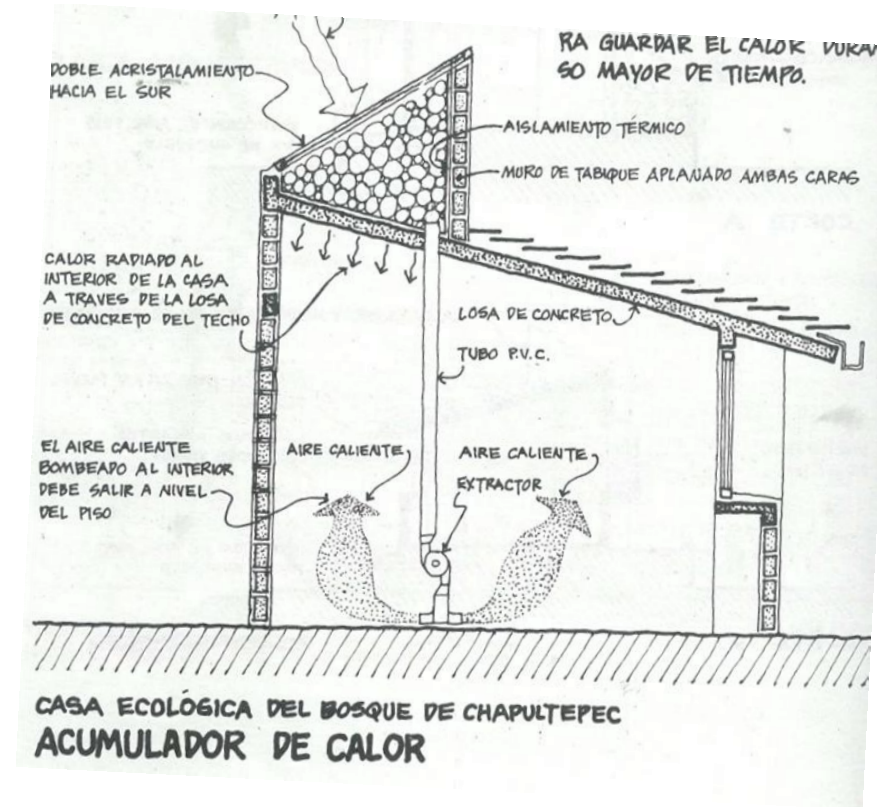 RA GUARDAR EL CALOR DURAN
SO MAYOR DE TIEMPO.
DOBLE ACRISTALAMIENTO
HACIA EL SUR
AISLAMIENTO TÉRMICO
MURO DE TABIQUE APLANADO AMBAS CARAS
CALOR RADIADO AL
INTERIOR DE LA CASA
A TRAVES DE LA LOSA
DE CONCRETO DEL TECHO
LOSA DE CONCRETO
TUBO P.V.C.
EL AIRE CALIENTE
BOMBEADO AL INTERIOR
DEBE SALIR A NIVEL
DEL PISO
AIRE CALIENTE
AIRE CALIENTE
EXTRACTOR
CASA ECOLÓGICA DEL BOSQUE DE CHAPULTEPEC
ACUMULADOR DE CALOR